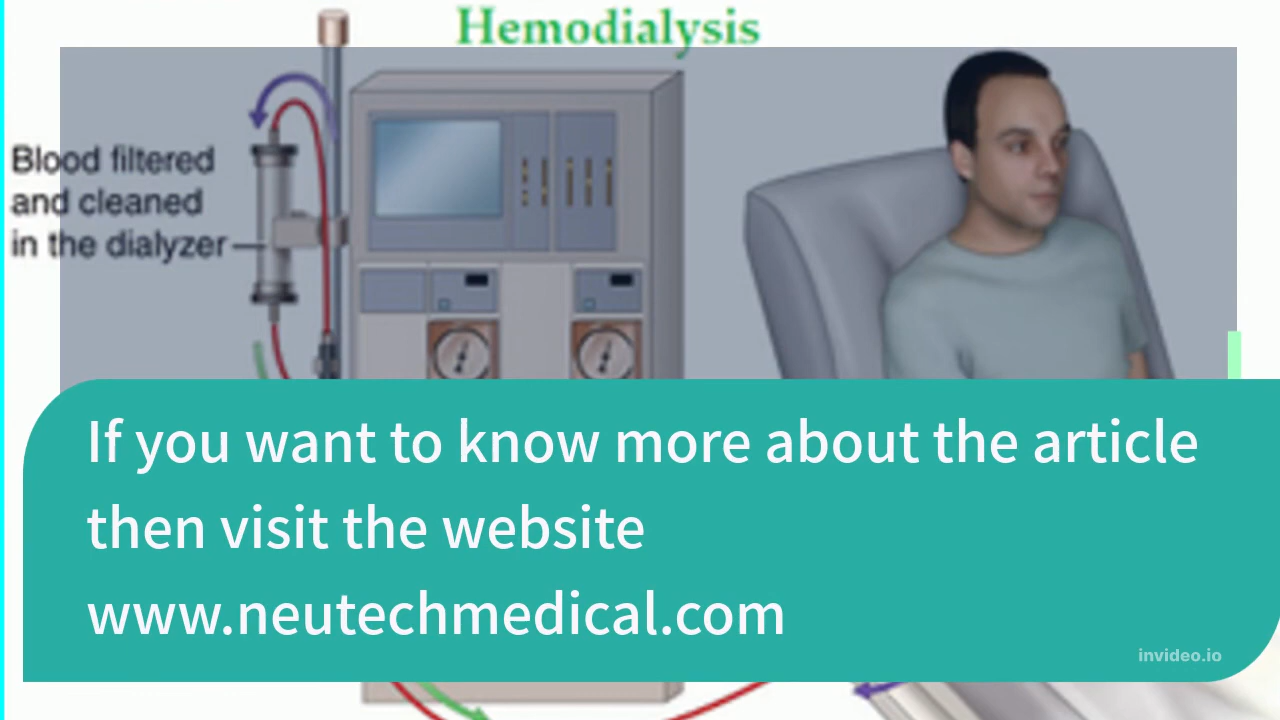 Hemodialysis
Blood filtered
and cleaned
in the dialyzer
If you want to know more about the article
then visit the website
www.neutechmedical.com
invideo.io